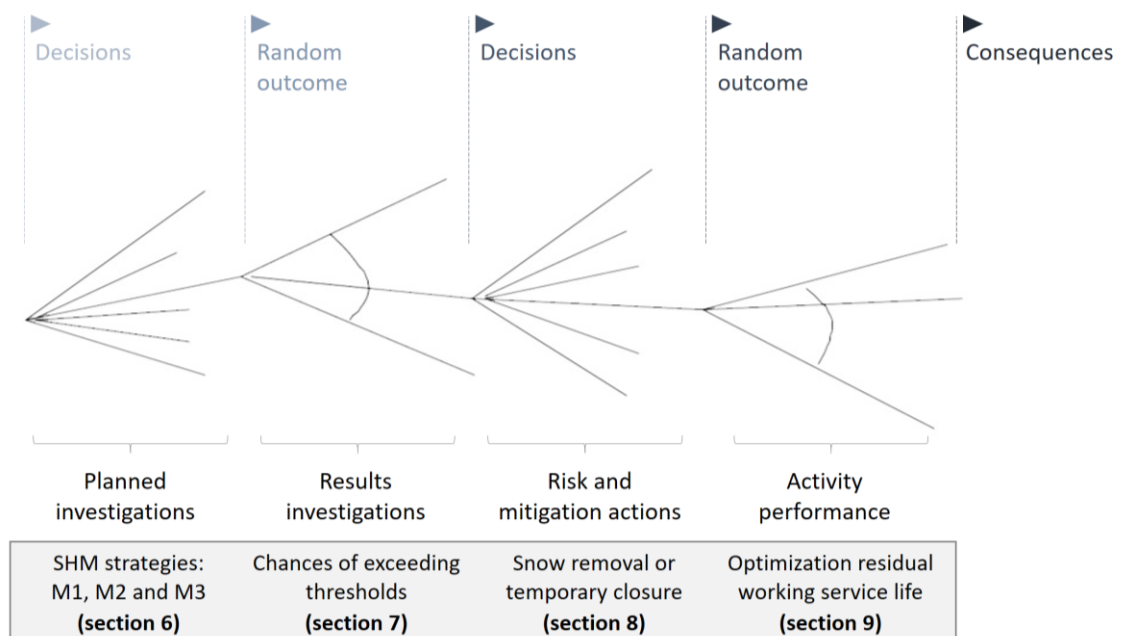 Decisions
Random
outcome
Decisions
Random
outcome
Consequences
Planned
investigations
Results
investigations
Risk and
mitigation actions
Activity
performance
SHM strategies:
M1, M2 and M3
(section 6)
Chances of exceeding
thresholds
(section 7)
Snow removal or
temporary closure
(section 8)
Optimization residual
working service life
(section 9)